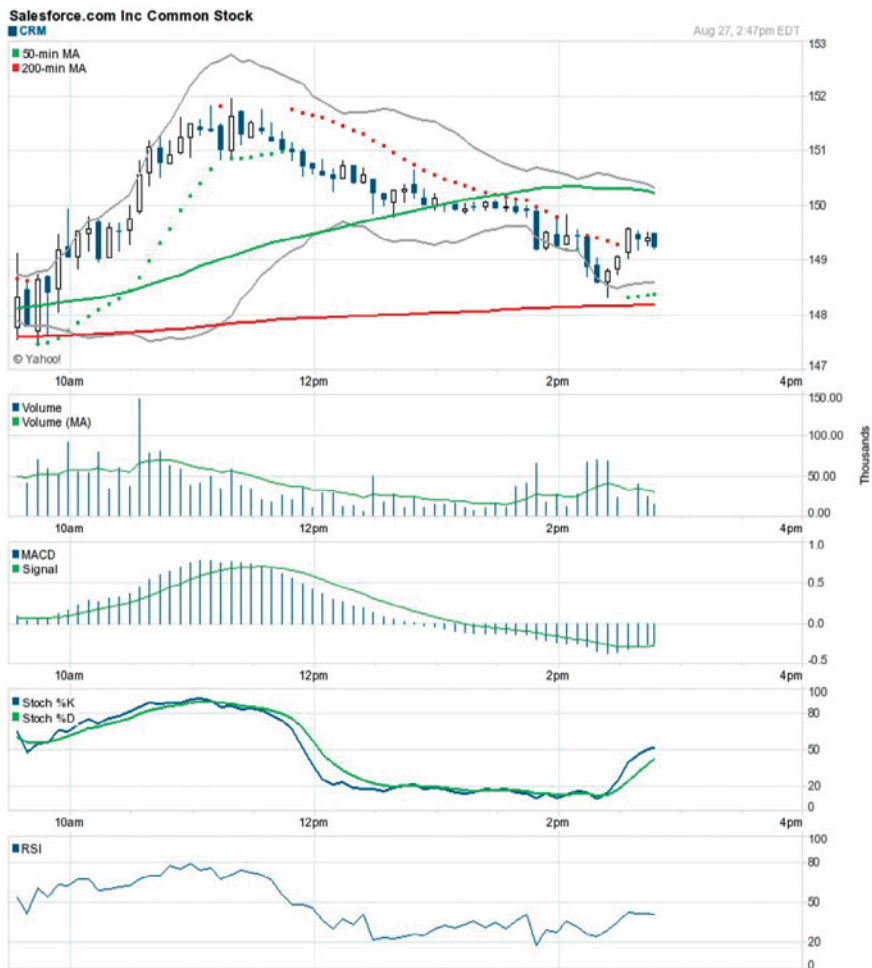 Salesforce.com Inc Common Stock
CRM
Aug 27, 2:47pm EDT
50-min MA
200-min MA
153
152
151
150
149
148
147
© Yahoo!
10am 12pm 2pm 4pm
Volume
Volume (MA)
150.00
100.00
50.00
0.00
Thousands
10am 12pm 2pm 4pm
MACD
Signal
1.0
0.5
0.0
-0.5
10am 12pm 2pm 4pm
Stoch %K
Stoch %D
100
80
50
20
0
10am 12pm 2pm 4pm
RSI
100
80
50
20
0